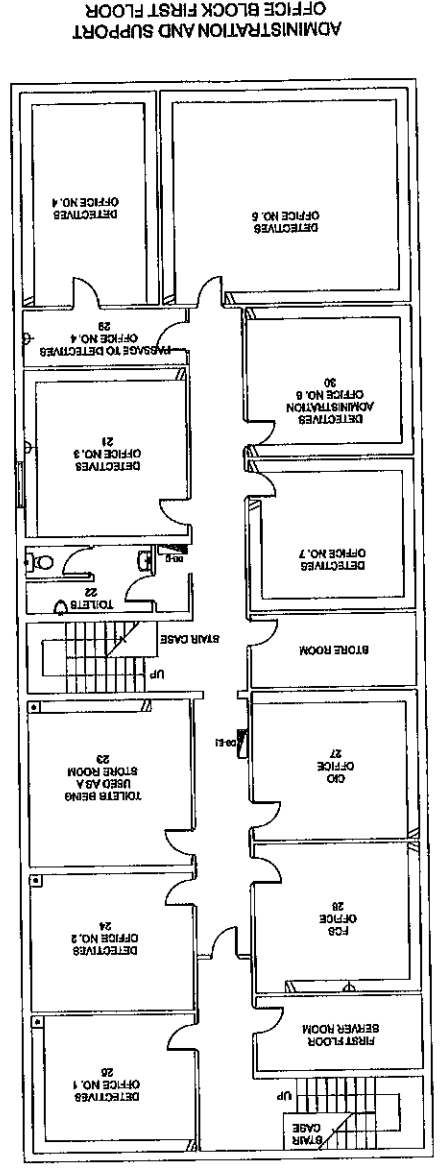 STAIR
CASE
UP
FIRST FLOOR
SERVER ROOM
DETECTIVES
OFFICE NO. 1
25
FCS
OFFICE
26
DETECTIVES
OFFICE NO. 2
24
CIO
OFFICE
27
TOILETS BEING
USED AS A
STORE ROOM
23
DB-E1
UP
STAIR CASE
STORE ROOM
TOILETS
22
DETECTIVES
OFFICE NO. 7
DETECTIVES
OFFICE NO. 3
21
DETECTIVES
ADMINISTRATION
OFFICE NO. 6
30
PASSAGE TO DETECTIVES
OFFICE NO. 4
29
DETECTIVES
OFFICE NO. 5
DETECTIVES
OFFICE NO. 4
ADMINISTRATION AND SUPPORT
OFFICE BLOCK FIRST FLOOR